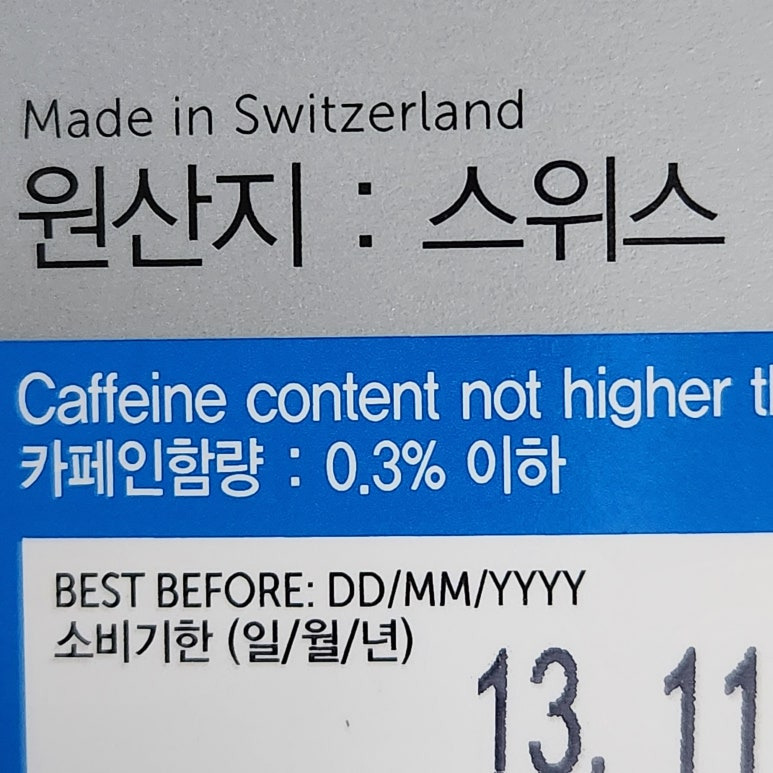 Made in Switzerland
원산지 : 스위스
Caffeine content not higher
카페인함량 : 0.3% 이하
BEST BEFORE: DD/MM/YYYY
소비기한 (일/월/년)
13. 11